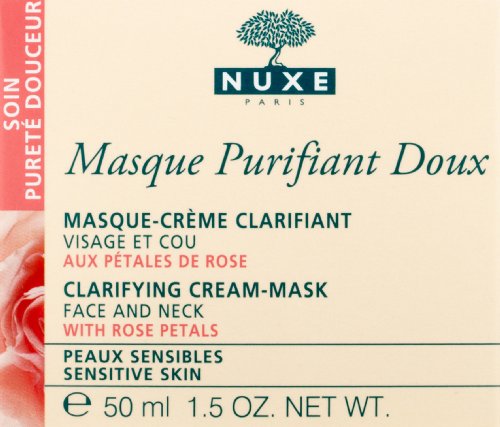 SOIN
PURETÉ DOUCEUR
NUXE
PARIS
Masque Purifiant Doux
MASQUE-CRÈME CLARIFIANT
VISAGE ET COU
AUX PÉTALES DE ROSE
CLARIFYING CREAM-MASK
FACE AND NECK
WITH ROSE PETALS
PEAUX SENSIBLES
SENSITIVE SKIN
℮ 50 ml 1.5 OZ. NET WT.